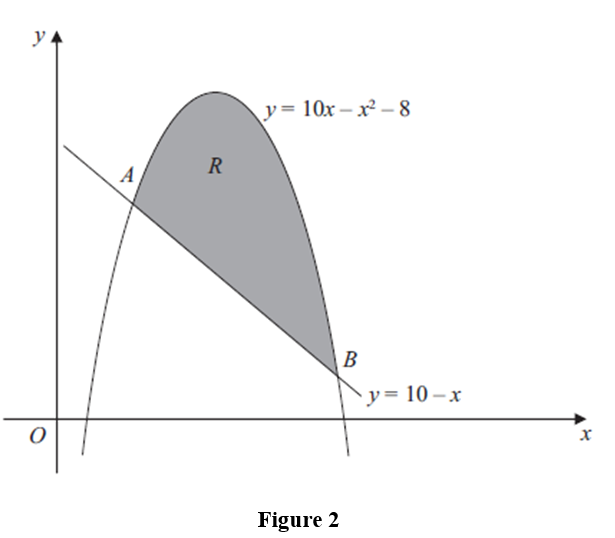 y
y = 10x – x² – 8
A
R
B
y = 10 – x
O
x
Figure 2